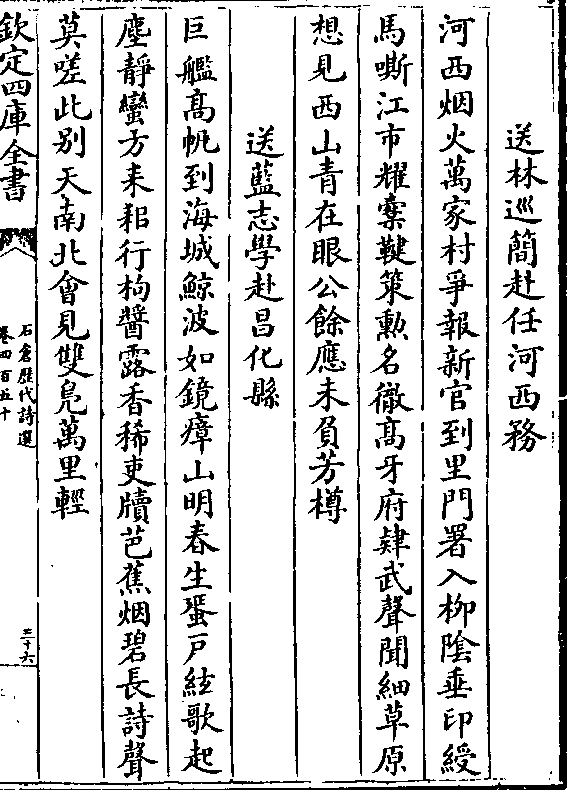 送林巡簡赴任河西務
河西烟火萬家村爭報新官到里門署入柳陰垂印綬
馬嘶江市耀櫜鞬策勲名徹髙牙府肄武聲聞細草原
想見西山青在眼公餘應未負芳樽
送藍志學赴昌化縣
巨艦髙帆到海城鯨波如鏡瘴山明春生蜑戶絃歌起
塵靜蠻方耒耜行枸醬露香稀吏牘芭蕉烟碧長詩聲
莫嗟此别天南北會見雙鳧萬里輕
欽定四庫全書
石倉歴代詩選
卷四百五十
三十六